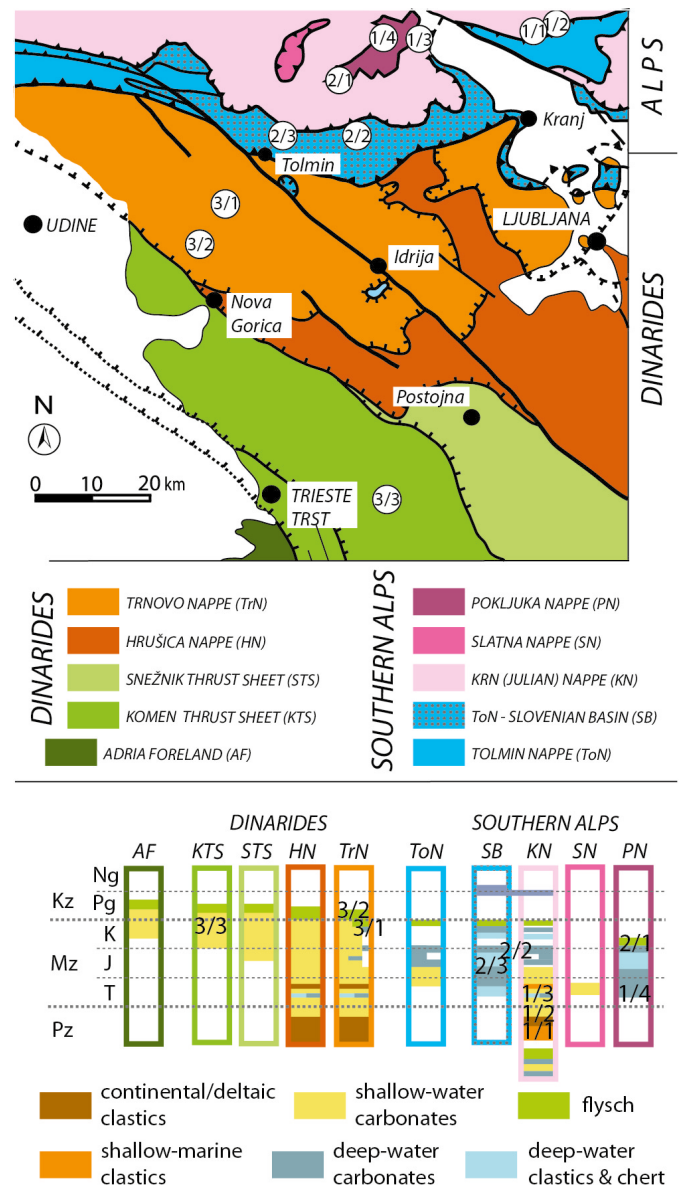 1/4
1/3
1/1
1/2
2/1
2/3
2/2
Kranj
Tolmin
ALPS
3/1
LJUBLJANA
UDINE
3/2
Idrija
Nova
Gorica
DINARIDES
Postojna
N
0 10 20 km
TRIESTE
TRST
3/3
DINARIDES
TRNOVO NAPPE (TrN)
HRUŠICA NAPPE (HN)
SNEŽNIK THRUST SHEET (STS)
KOMEN THRUST SHEET (KTS)
ADRIA FORELAND (AF)
SOUTHERN ALPS
POKLJUKA NAPPE (PN)
SLATNA NAPPE (SN)
KRN (JULIAN) NAPPE (KN)
ToN - SLOVENIAN BASIN (SB)
TOLMIN NAPPE (ToN)
DINARIDES SOUTHERN ALPS
AF KTS STS HN TrN ToN SB KN SN PN
Ng
Kz Pg 3/2
K 3/3 3/1 2/1
Mz J 2/2
2/3
T 1/3 1/4
1/2
Pz 1/1
continental/deltaic
clastics
shallow-water
carbonates
flysch
shallow-marine
clastics
deep-water
carbonates
deep-water
clastics & chert